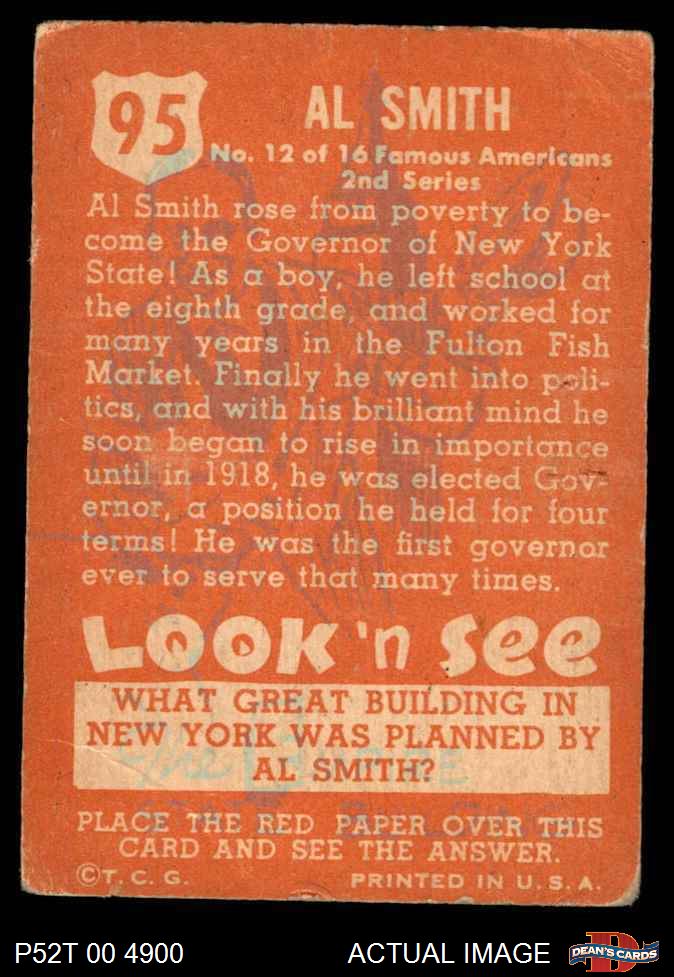 95
AL SMITH
No. 12 of 16 Famous Americans
2nd Series
Al Smith rose from poverty to be-
come the Governor of New York
State! As a boy, he left school at
the eighth grade, and worked for
many years in the Fulton Fish
Market. Finally he went into poli-
tics, and with his brilliant mind he
soon began to rise in importance
until in 1918, he was elected Gov-
ernor, a position he held for four
terms! He was the first governor
ever to serve that many times.
LOOK 'n SEE
WHAT GREAT BUILDING IN
NEW YORK WAS PLANNED BY
AL SMITH?
The EMPIRE
STATE BUILDING
PLACE THE RED PAPER OVER THIS
CARD AND SEE THE ANSWER.
©T. C. G. PRINTED IN U. S. A.
P52T 00 4900 ACTUAL IMAGE DEAN'S CARDS